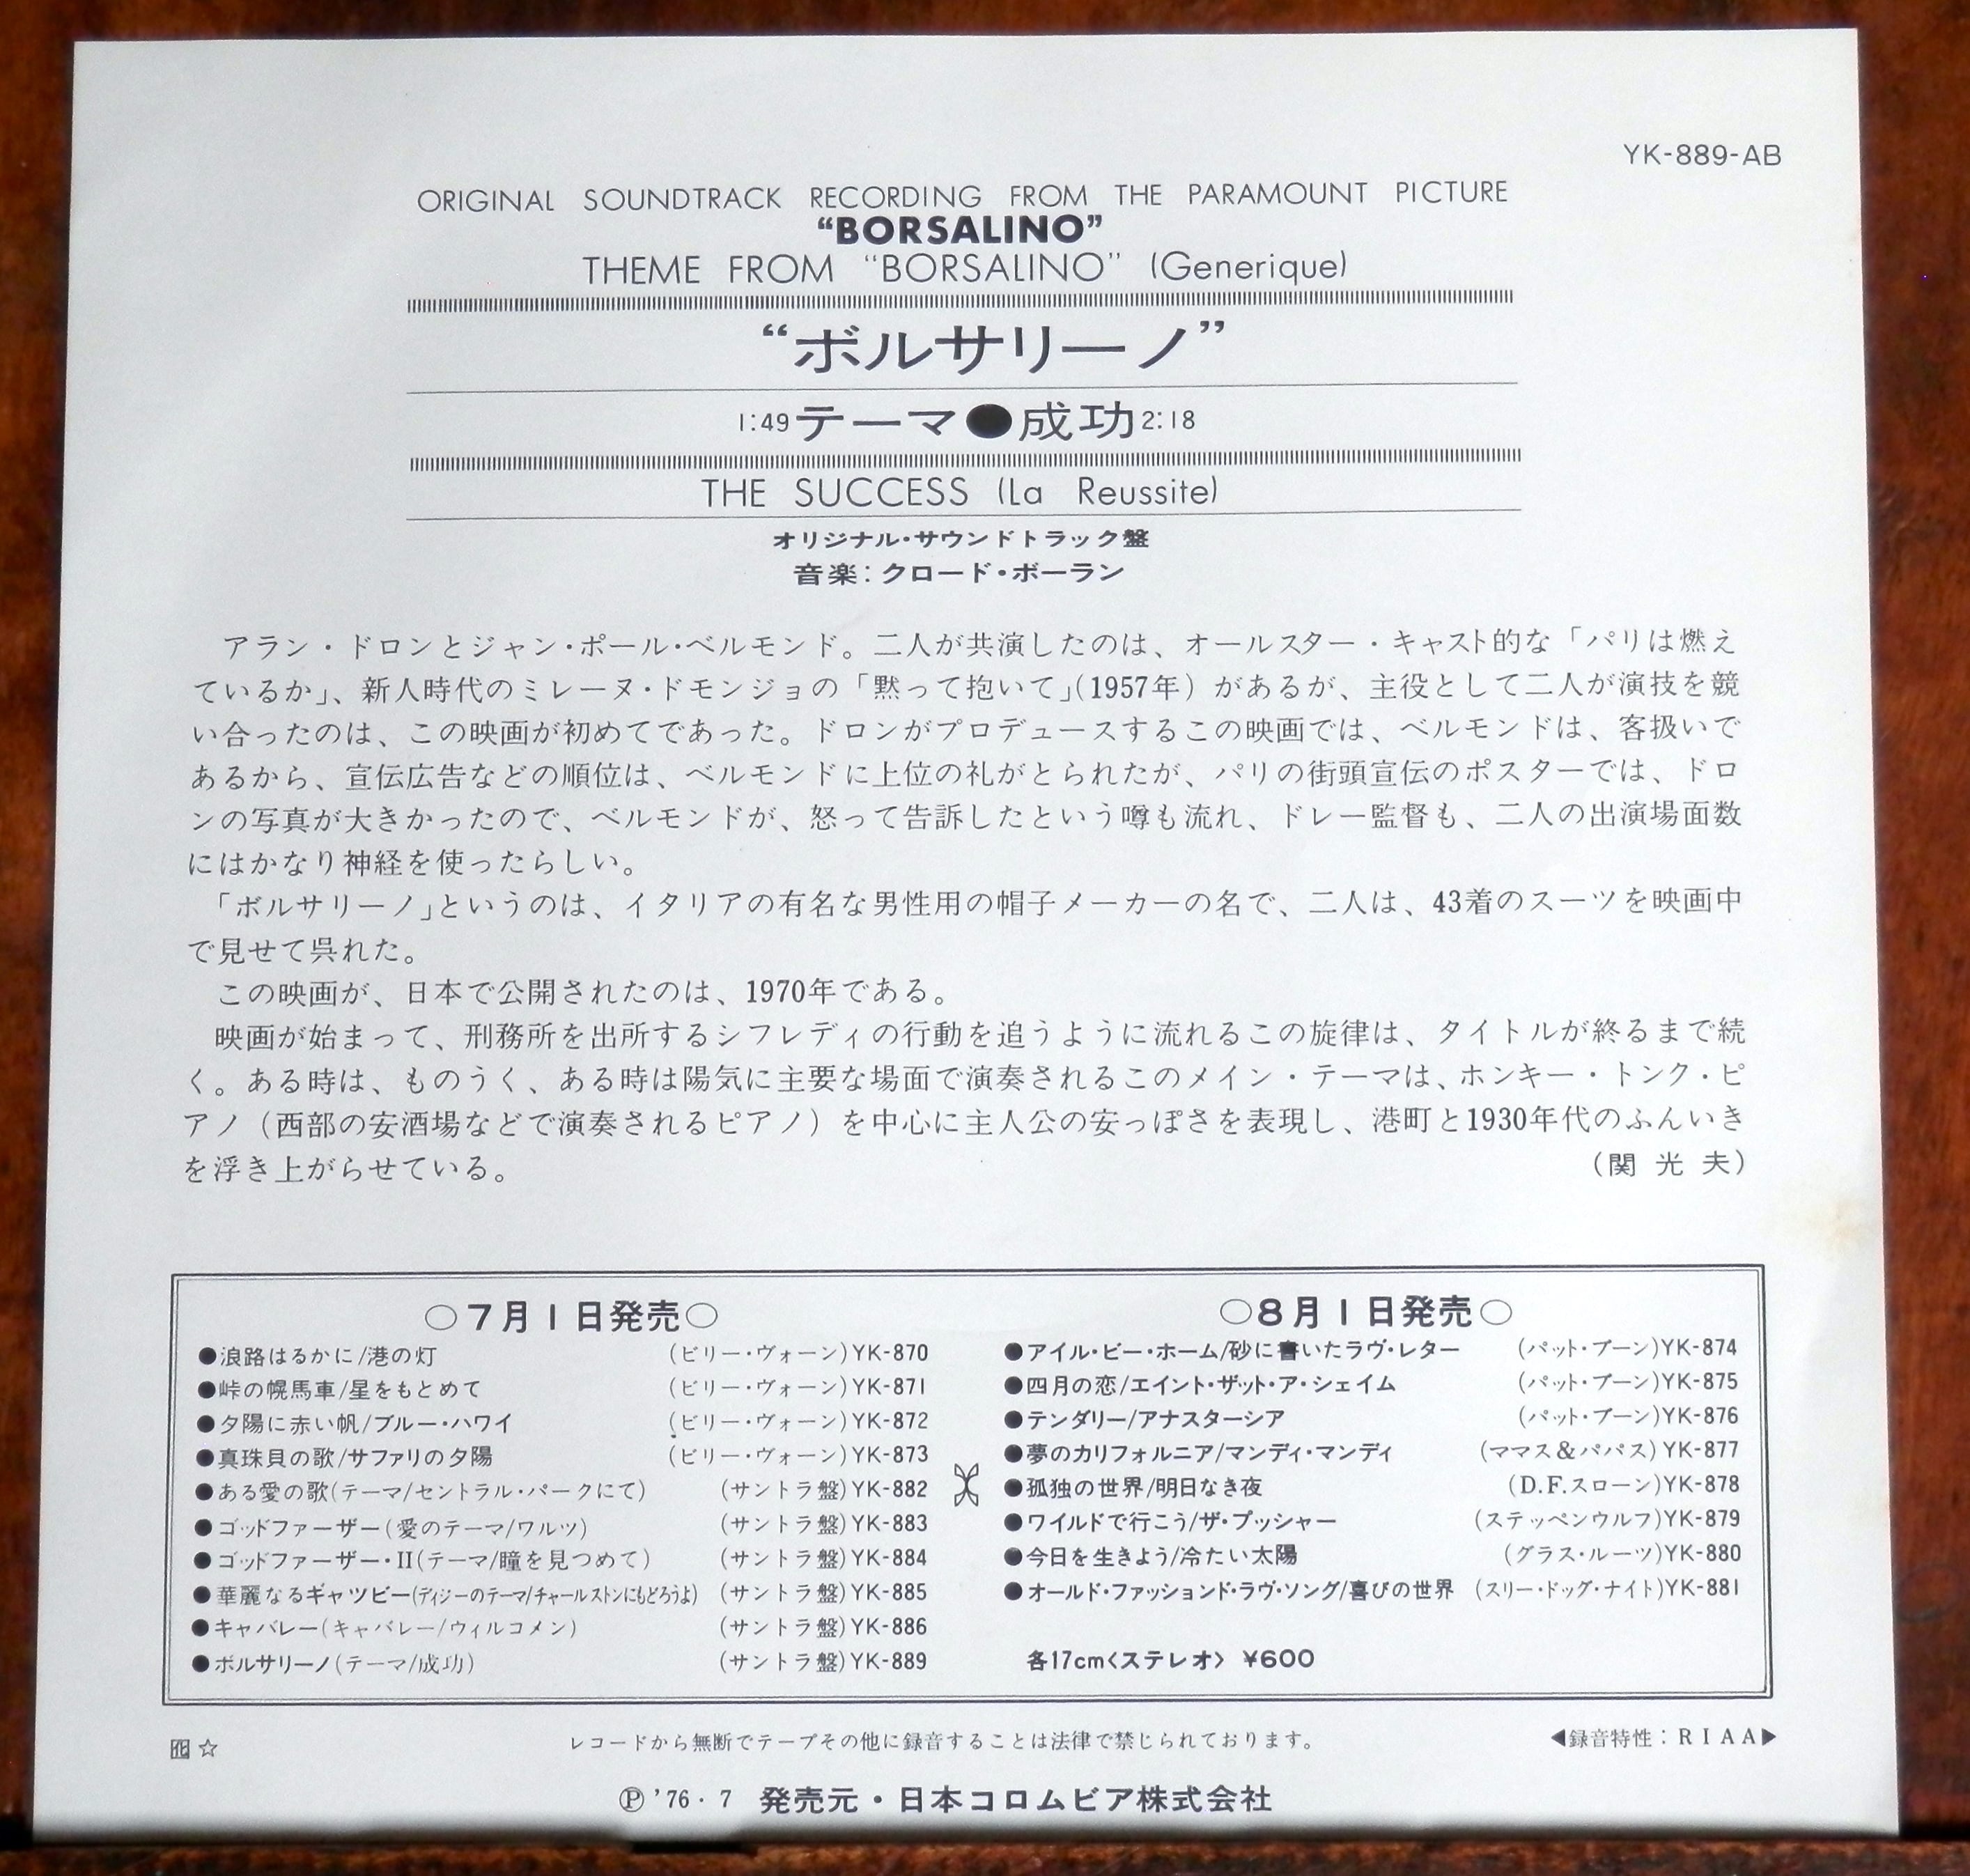 YK-889-AB
ORIGINAL SOUNDTRACK RECORDING FROM THE PARAMOUNT PICTURE
“BORSALINO”
THEME FROM “BORSALINO” (Generique)
“ボルサリーノ”
1:49テーマ●成功2:18
THE SUCCESS (La Reussite)
オリジナル・サウンドトラック盤
音楽：クロード・ボーラン
アラン・ドロンとジャン・ポール・ベルモンド。二人が共演したのは、オールスター・キャスト的な「パリは燃え
ているか」、新人時代のミレーヌ・ドモンジョの「黙って抱いて」(1957年）があるが、主役として二人が演技を競
い合ったのは、この映画が初めてであった。ドロンがプロデュースするこの映画では、ベルモンドは、客扱いで
あるから、宣伝広告などの順位は、ベルモンドに上位の礼がとられたが、パリの街頭宣伝のポスターでは、ドロ
ンの写真が大きかったので、ベルモンドが、怒って告訴したという噂も流れ、ドレー監督も、二人の出演場面数
にはかなり神経を使ったらしい。
「ボルサリーノ」というのは、イタリアの有名な男性用の帽子メーカーの名で、二人は、43着のスーツを映画中
で見せて呉れた。
この映画が、日本で公開されたのは、1970年である。
映画が始まって、刑務所を出所するシフレディの行動を追うように流れるこの旋律は、タイトルが終るまで続
く。ある時は、ものうく、ある時は陽気に主要な場面で演奏されるこのメイン・テーマは、ホンキー・トンク・ピ
アノ（西部の安酒場などで演奏されるピアノ）を中心に主人公の安っぽさを表現し、港町と1930年代のふんいき
を浮き上がらせている。 （関 光 夫）
○7月1日発売○
●浪路はるかに/港の灯 (ビリー・ヴォーン)YK-870
●峠の幌馬車/星をもとめて (ビリー・ヴォーン)YK-871
●夕陽に赤い帆/ブルー・ハワイ (ビリー・ヴォーン)YK-872
●真珠貝の歌/サファリの夕陽 (ビリー・ヴォーン)YK-873
●ある愛の歌(テーマ/セントラル・パークにて) (サントラ盤)YK-882
●ゴッドファーザー(愛のテーマ/ワルツ) (サントラ盤)YK-883
●ゴッドファーザー・II(テーマ/瞳を見つめて) (サントラ盤)YK-884
●華麗なるギャツビー(ディジーのテーマ/チャールストンにもどろうよ) (サントラ盤)YK-885
●キャバレー(キャバレー/ウィルコメン) (サントラ盤)YK-886
●ボルサリーノ(テーマ/成功) (サントラ盤)YK-889
○8月1日発売○
●アイル・ビー・ホーム/砂に書いたラヴ・レター (パット・ブーン)YK-874
●四月の恋/エイント・ザット・ア・シェイム (パット・ブーン)YK-875
●テンダリー/アナスターシア (パット・ブーン)YK-876
●夢のカリフォルニア/マンディ・マンディ (ママス&パパス)YK-877
●孤独の世界/明日なき夜 (D.F.スローン)YK-878
●ワイルドで行こう/ザ・プッシャー (ステッペンウルフ)YK-879
●今日を生きよう/冷たい太陽 (グラス・ルーツ)YK-880
●オールド・ファッションド・ラヴ・ソング/喜びの世界 (スリー・ドッグ・ナイト)YK-881
各17cm〈ステレオ〉 ¥600
☆
レコードから無断でテープその他に録音することは法律で禁じられております。
◀録音特性：RIAA▶
Ⓟ'76・7 発売元・日本コロムビア株式会社